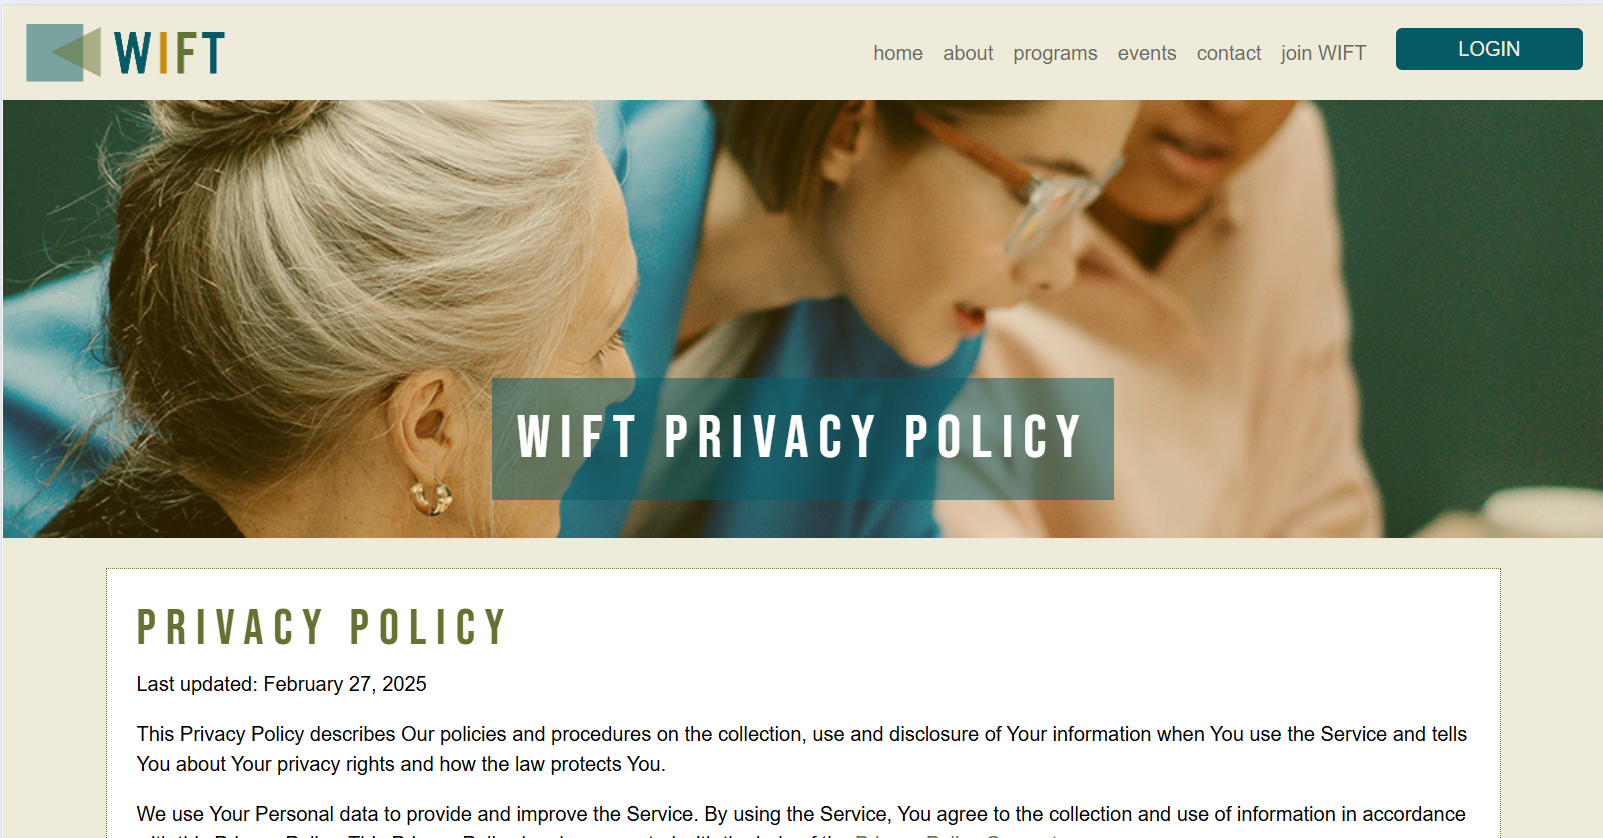 WIFT
home about programs events contact join WIFT LOGIN
WIFT PRIVACY POLICY
PRIVACY POLICY
Last updated: February 27, 2025
This Privacy Policy describes Our policies and procedures on the collection, use and disclosure of Your information when You use the Service and tells
You about Your privacy rights and how the law protects You.
We use Your Personal data to provide and improve the Service. By using the Service, You agree to the collection and use of information in accordance